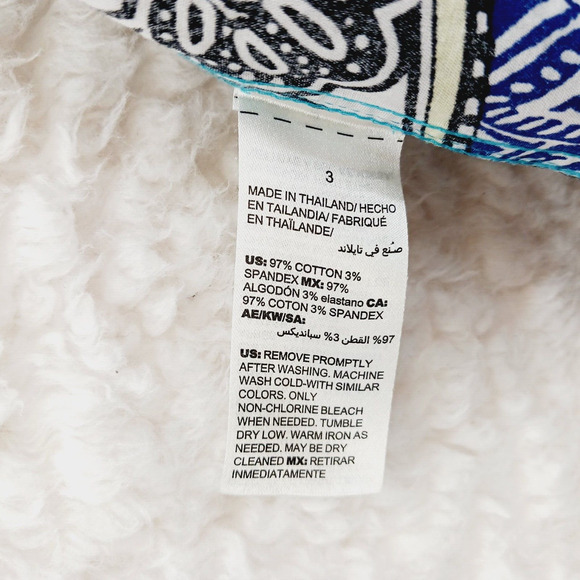 3
MADE IN THAILAND/ HECHO
EN TAILANDIA/ FABRIQUÉ
EN THAÏLANDE/
صُنع في تايلاند
US: 97% COTTON 3%
SPANDEX MX: 97%
ALGODÓN 3% elastano CA:
97% COTON 3% SPANDEX
AE/KW/SA:
97% القطن 3% سبانديكس
US: REMOVE PROMPTLY
AFTER WASHING. MACHINE
WASH COLD-WITH SIMILAR
COLORS. ONLY
NON-CHLORINE BLEACH
WHEN NEEDED. TUMBLE
DRY LOW. WARM IRON AS
NEEDED. MAY BE DRY
CLEANED MX: RETIRAR
INMEDIATAMENTE